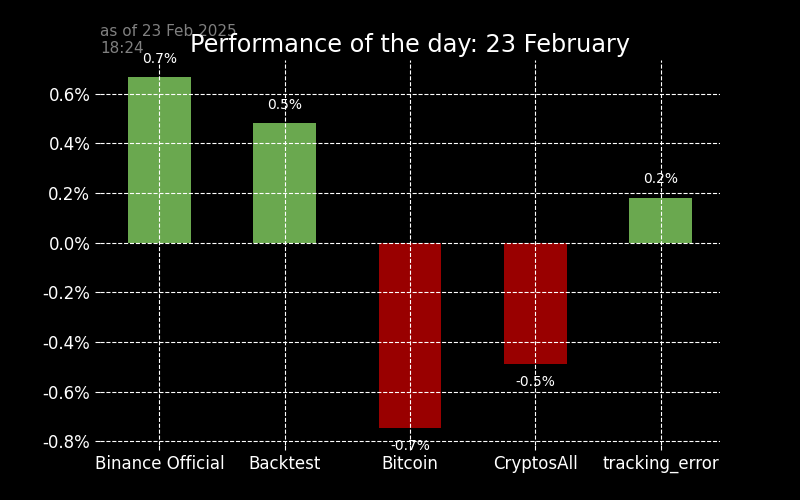 as of 23 Feb 2025
18:24
Performance of the day: 23 February
0.7%
0.5%
0.2%
-0.5%
-0.7%
0.6%
0.4%
0.2%
0.0%
-0.2%
-0.4%
-0.6%
-0.8%
Binance Official
Backtest
Bitcoin
CryptosAll
tracking_error